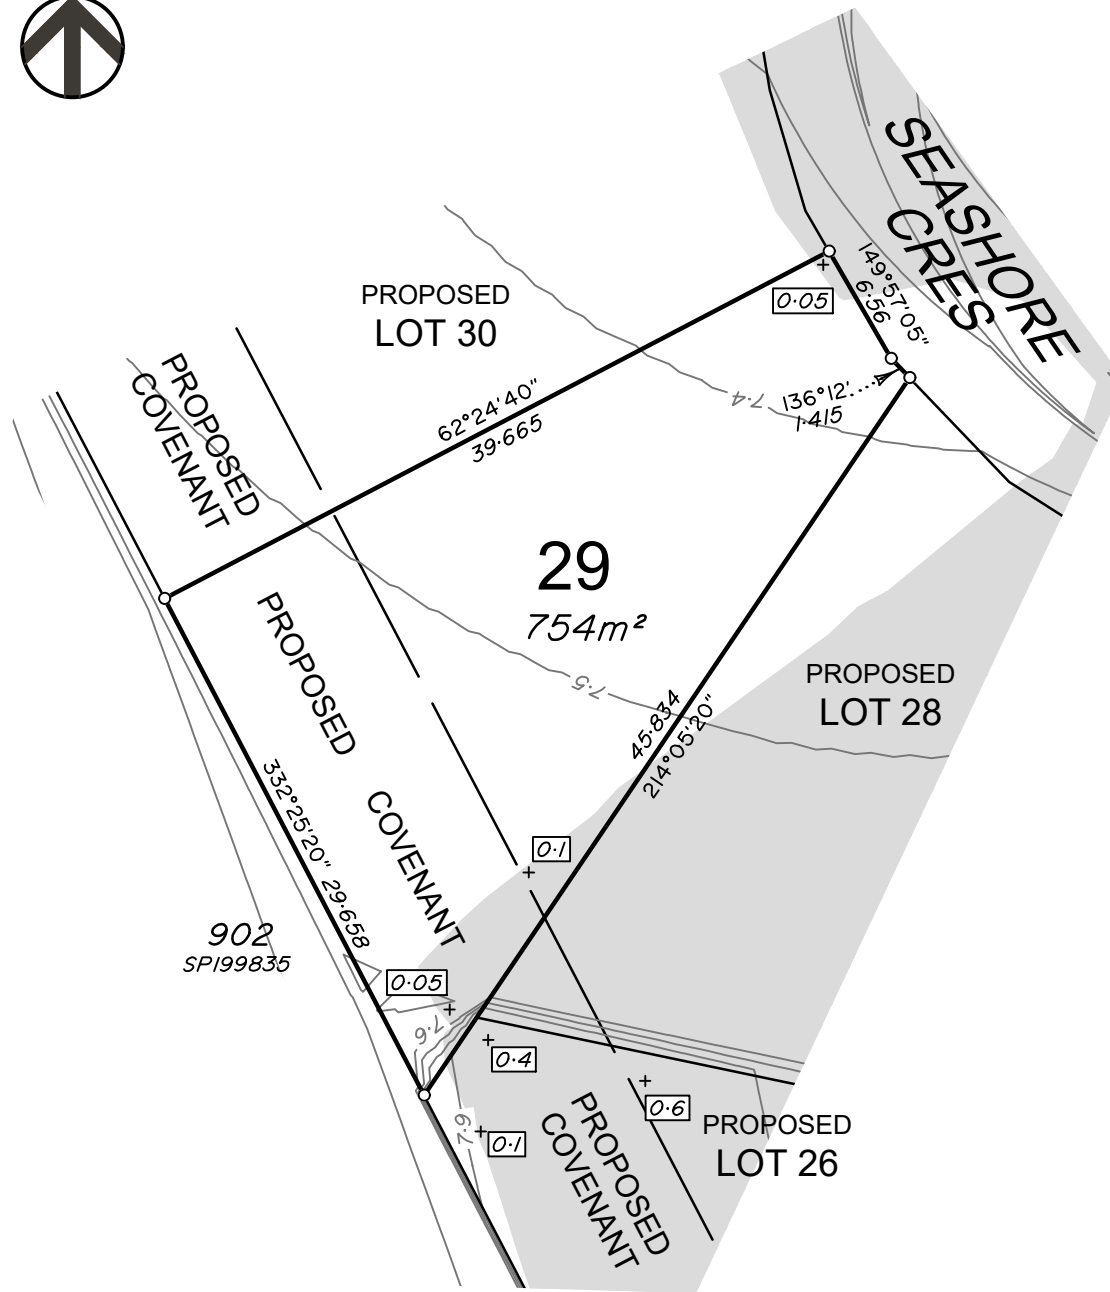 SEASHORE
CRES
149°57'05"
6·56
0·05
PROPOSED
LOT 30
PROPOSED
COVENANT
62°24'40"
39·665
7·4
136°12'
1·415
29
754m²
PROPOSED
COVENANT
7·5
PROPOSED
LOT 28
45·834
214°05'20"
332°25'20" 29·658
0·1
902
SP199835
0·05
7·6
0·4
0·6
7·9
0·1
PROPOSED
LOT 26
PROPOSED
COVENANT